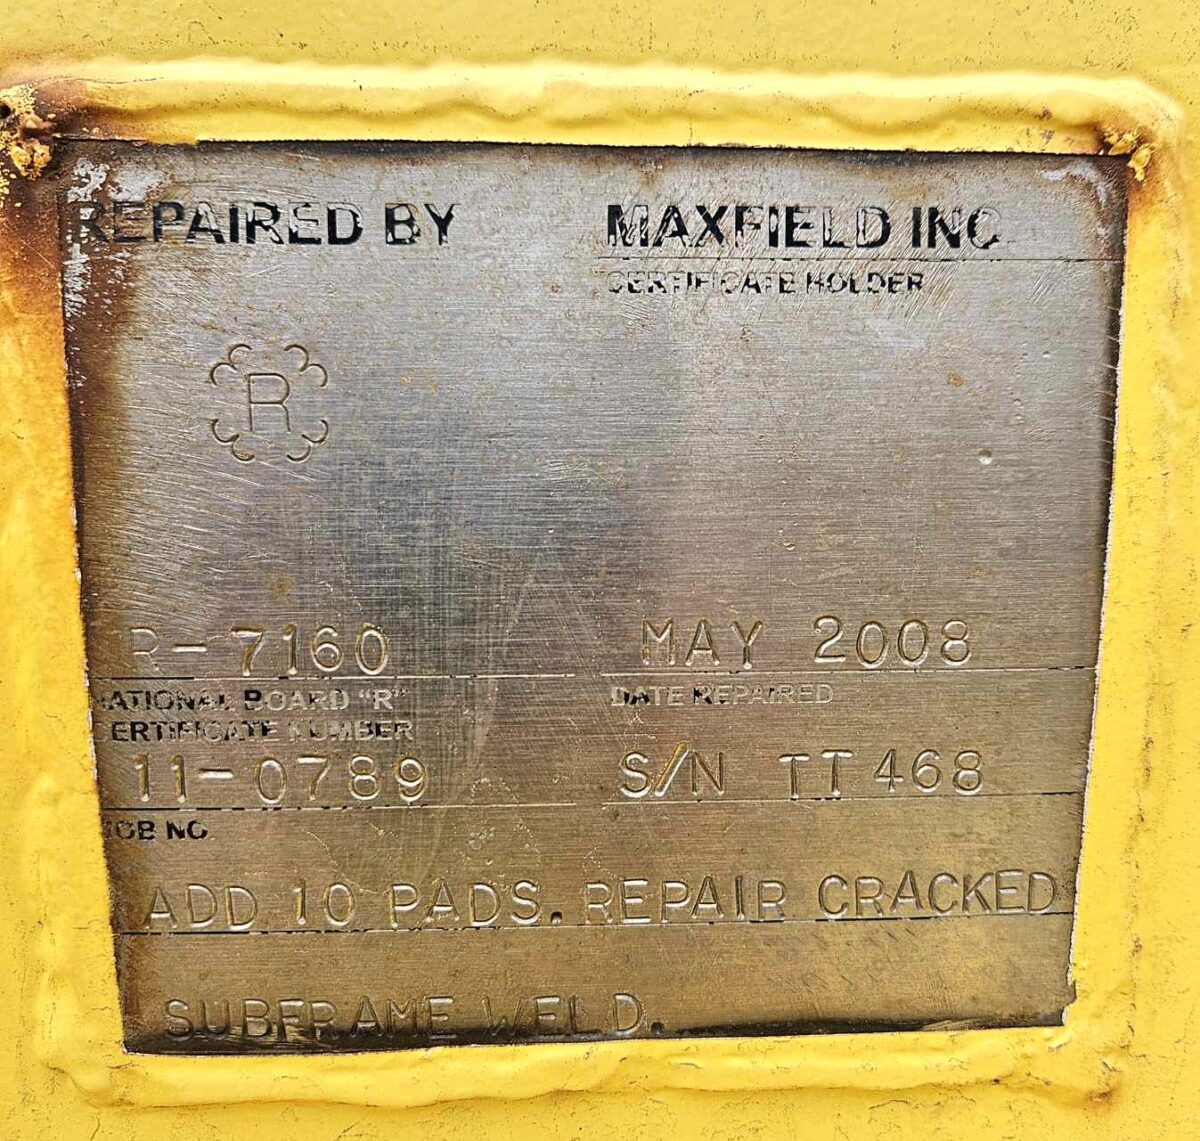 REPAIRED BY MAXFIELD INC
CERTIFICATE HOLDER
R
R-7160 MAY 2008
NATIONAL BOARD "R" DATE REPAIRED
CERTIFICATE NUMBER
11-0789 S/N TT468
JOB NO.
ADD 10 PADS. REPAIR CRACKED
SUBFRAME WELD.